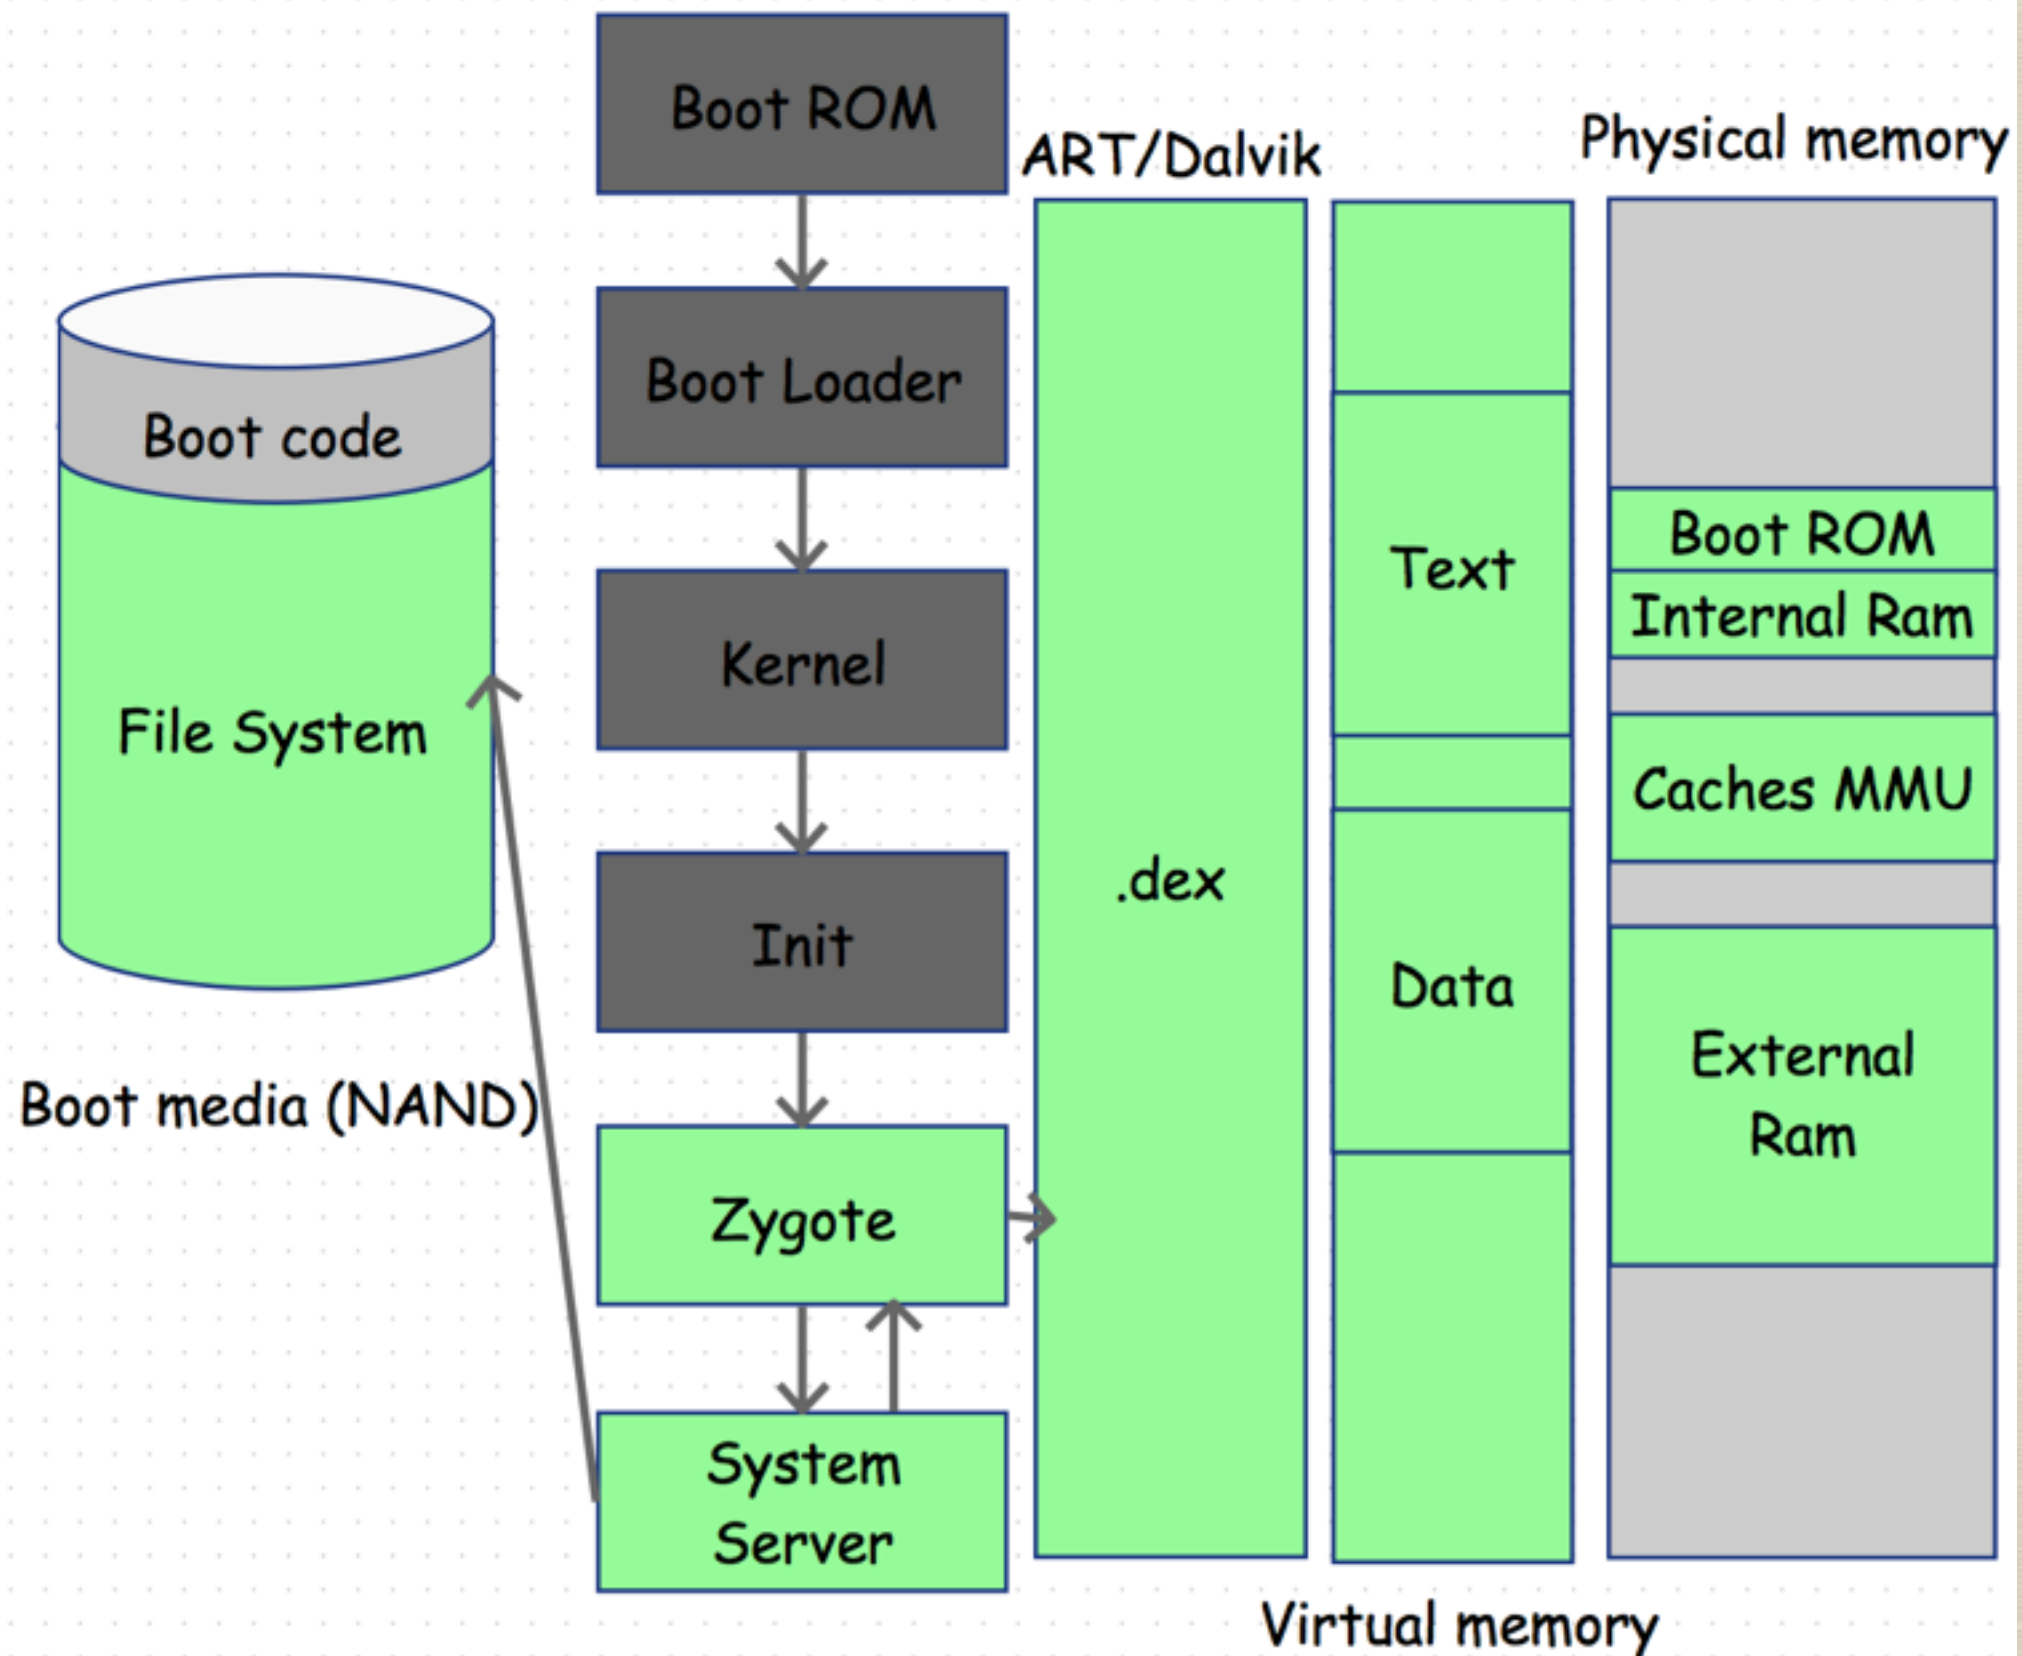 Boot ROM
ART/Dalvik
Physical memory
Boot Loader
Boot code
Boot ROM
Text
Internal Ram
Kernel
File System
Caches MMU
.dex
Init
Data
External
Ram
Boot media (NAND)
Zygote
System
Server
Virtual memory